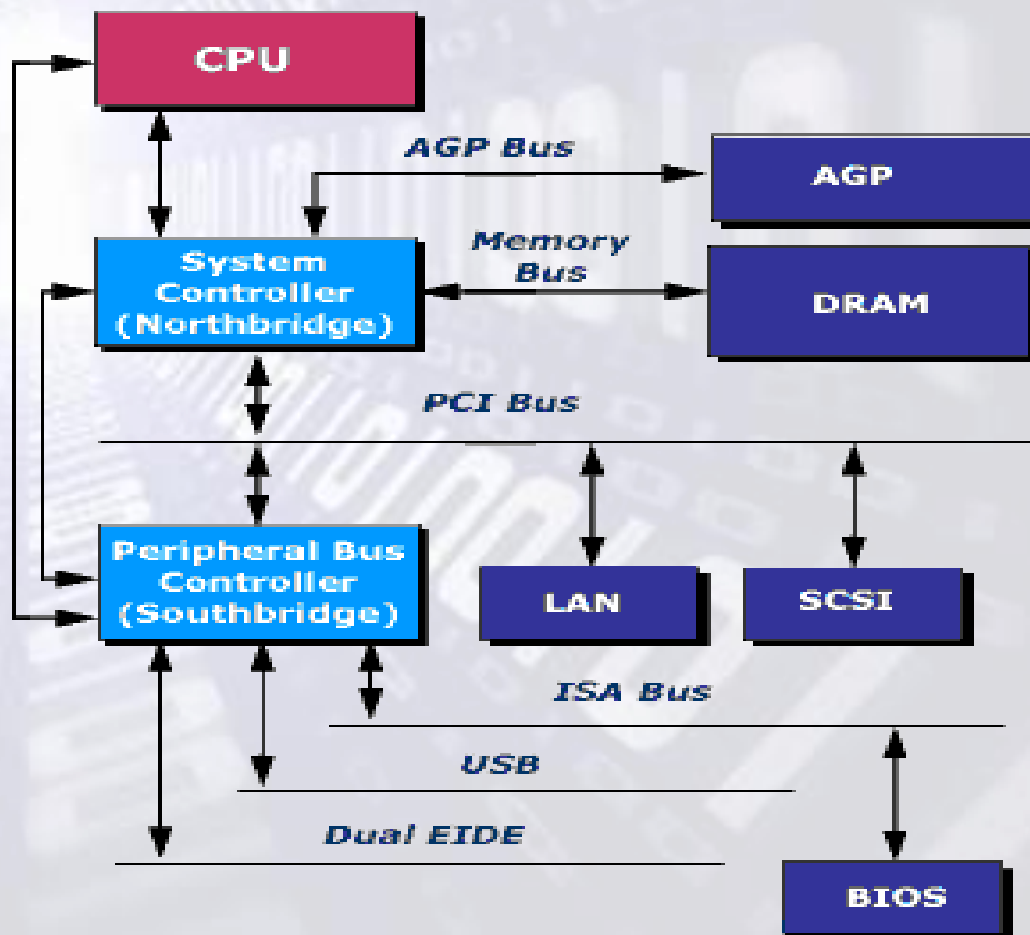 CPU
AGP Bus
AGP
System
Controller
(Northbridge)
Memory
Bus
DRAM
PCI Bus
Peripheral Bus
Controller
(Southbridge)
LAN
SCSI
ISA Bus
USB
Dual EIDE
BIOS